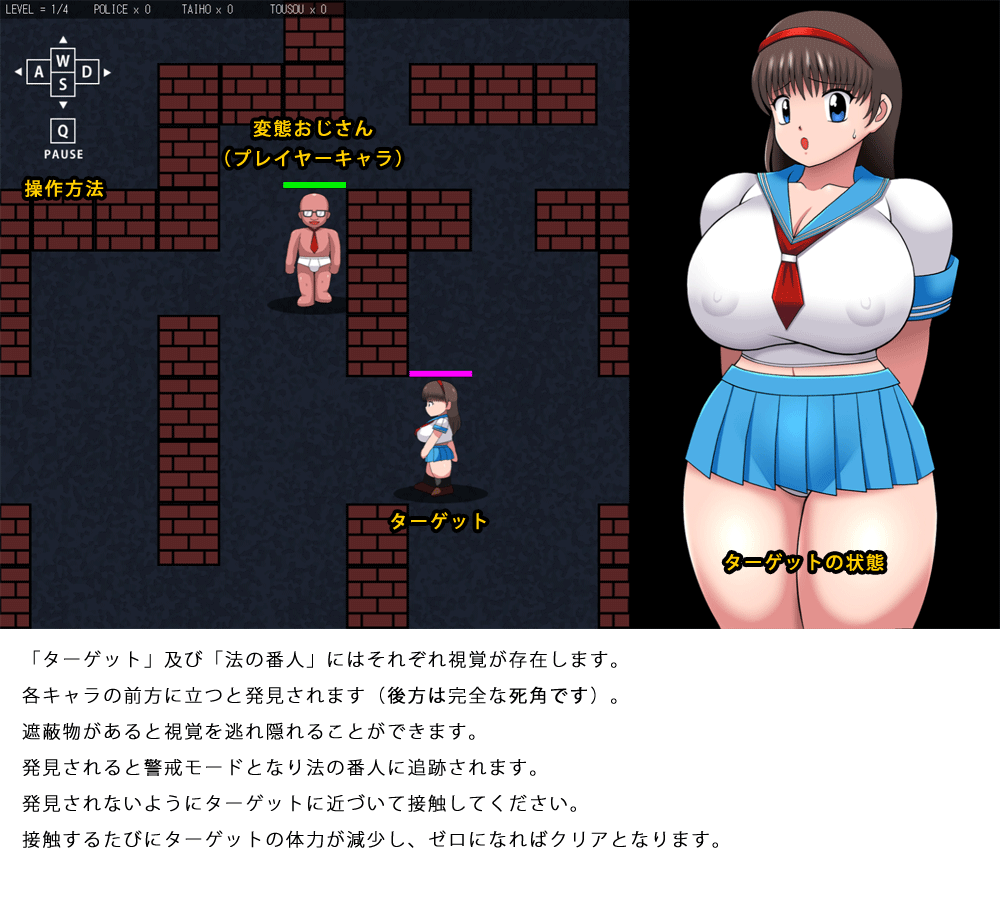 LEVEL = 1/4 POLICE x 0 TAIHO x 0 TOUSOU x 0
W
A D
S
Q
PAUSE
操作方法
変態おじさん
（プレイヤーキャラ）
ターゲット
ターゲットの状態
「ターゲット」及び「法の番人」にはそれぞれ視覚が存在します。
各キャラの前方に立つと発見されます（後方は完全な死角です）。
遮蔽物があると視覚を逃れ隠れることができます。
発見されると警戒モードとなり法の番人に追跡されます。
発見されないようにターゲットに近づいて接触してください。
接触するたびにターゲットの体力が減少し、ゼロになればクリアとなります。